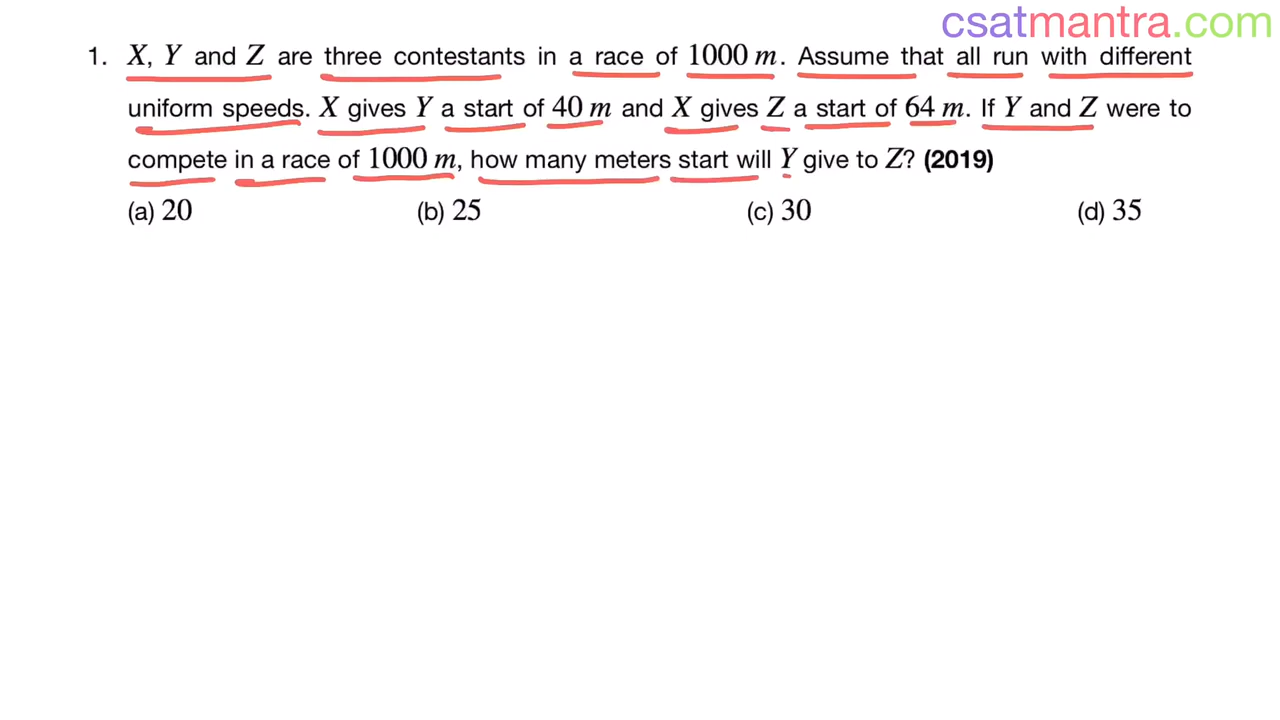 csatmantra.com
1. X, Y and Z are three contestants in a race of 1000 m. Assume that all run with different
uniform speeds. X gives Y a start of 40 m and X gives Z a start of 64 m. If Y and Z were to
compete in a race of 1000 m, how many meters start will Y give to Z? (2019)
(a) 20 (b) 25 (c) 30 (d) 35